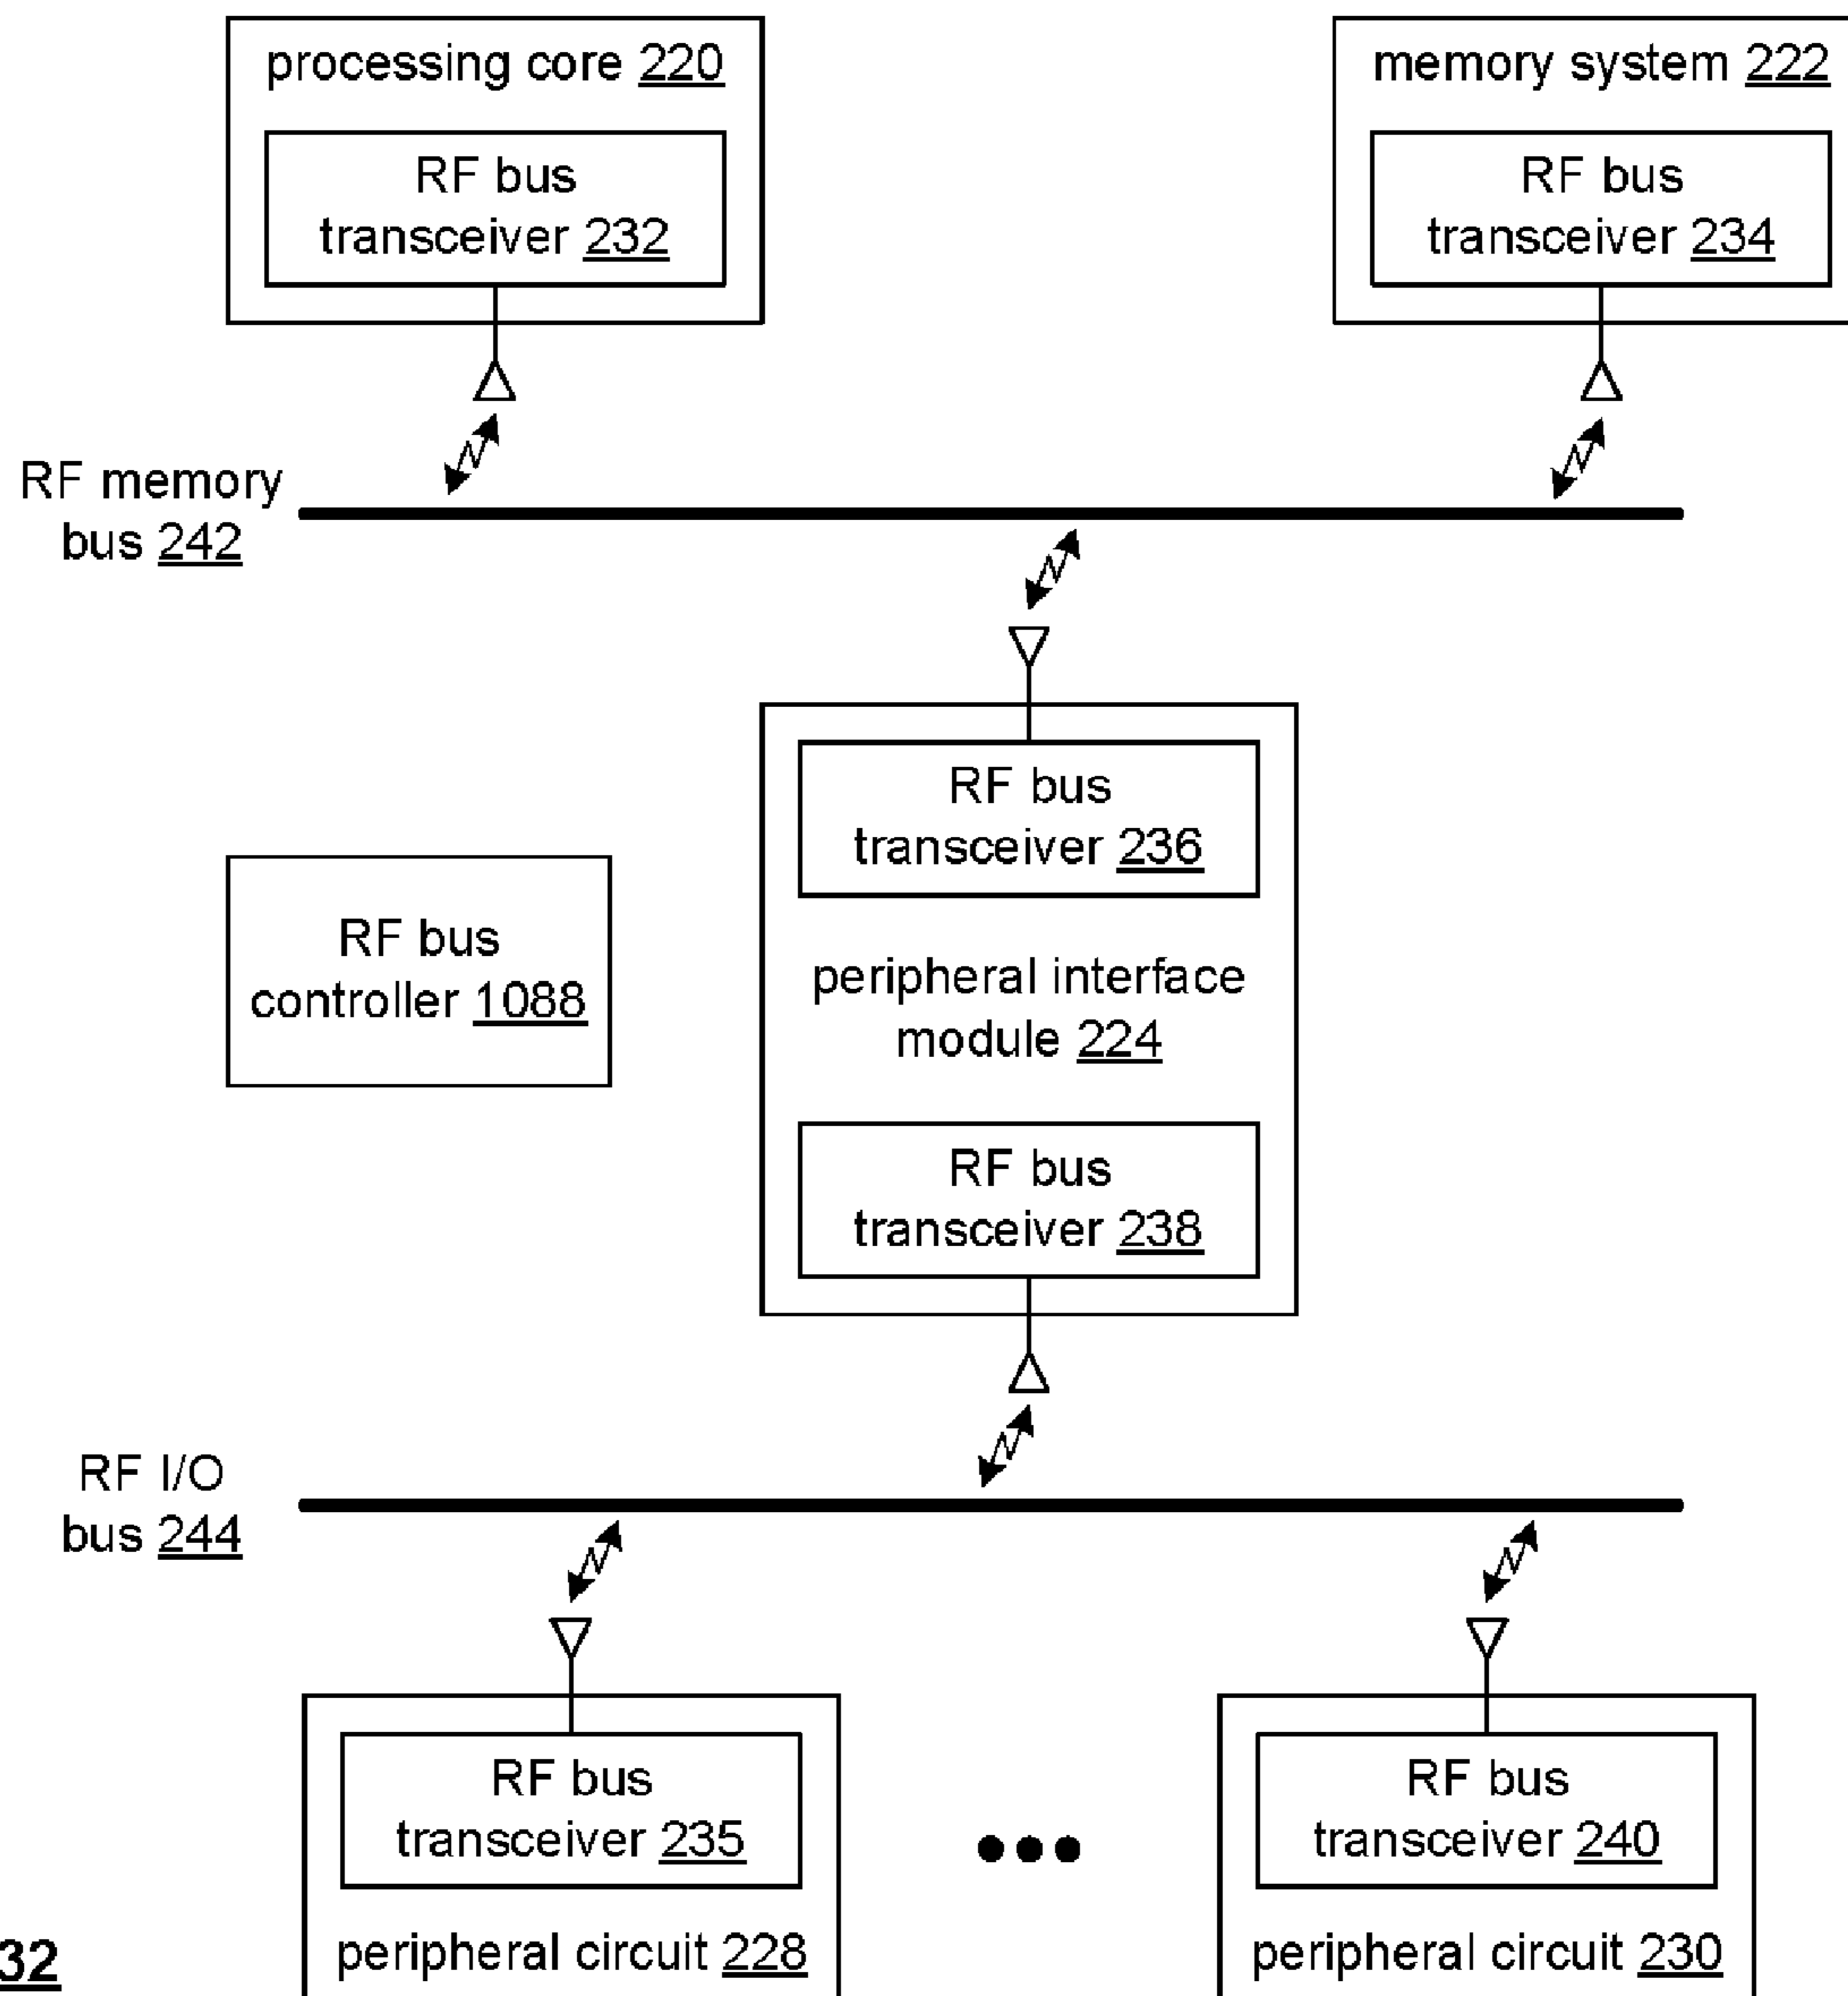 processing core 220
RF bus
transceiver 232
memory system 222
RF bus
transceiver 234
RF memory
bus 242
RF bus
transceiver 236
peripheral interface
module 224
RF bus
transceiver 238
RF bus
controller 1088
RF I/O
bus 244
RF bus
transceiver 235
peripheral circuit 228
RF bus
transceiver 240
peripheral circuit 230
32